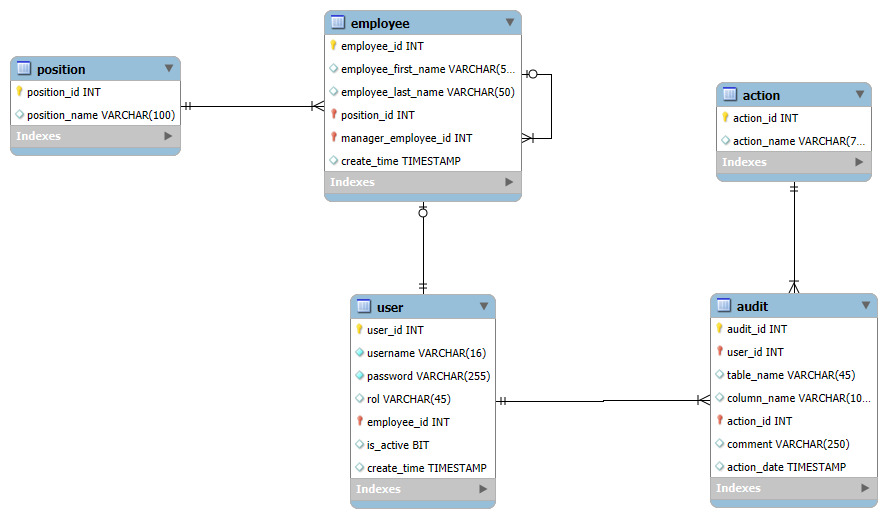 position
position_id INT
position_name VARCHAR(100)
Indexes
employee
employee_id INT
employee_first_name VARCHAR(5...
employee_last_name VARCHAR(50)
position_id INT
manager_employee_id INT
create_time TIMESTAMP
Indexes
action
action_id INT
action_name VARCHAR(7...
Indexes
user
user_id INT
username VARCHAR(16)
password VARCHAR(255)
rol VARCHAR(45)
employee_id INT
is_active BIT
create_time TIMESTAMP
Indexes
audit
audit_id INT
user_id INT
table_name VARCHAR(45)
column_name VARCHAR(10...
action_id INT
comment VARCHAR(250)
action_date TIMESTAMP
Indexes